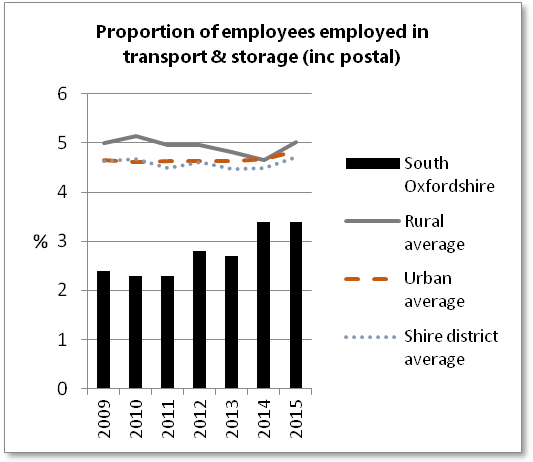 Proportion of employees employed in
transport & storage (inc postal)
6
5
4
3
2
1
0
%
2009
2010
2011
2012
2013
2014
2015
South
Oxfordshire
Rural
average
Urban
average
Shire district
average